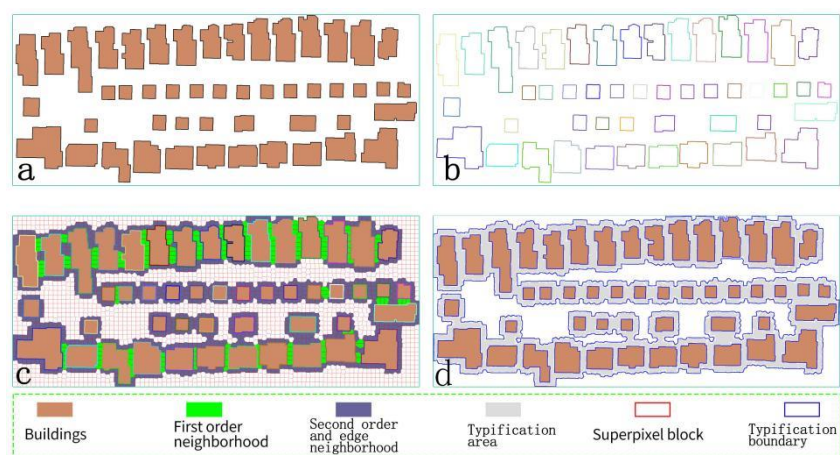 a
b
c
d
Buildings
First order
neighborhood
Second order
and edge
neighborhood
Typification
area
Superpixel block
Typification
boundary